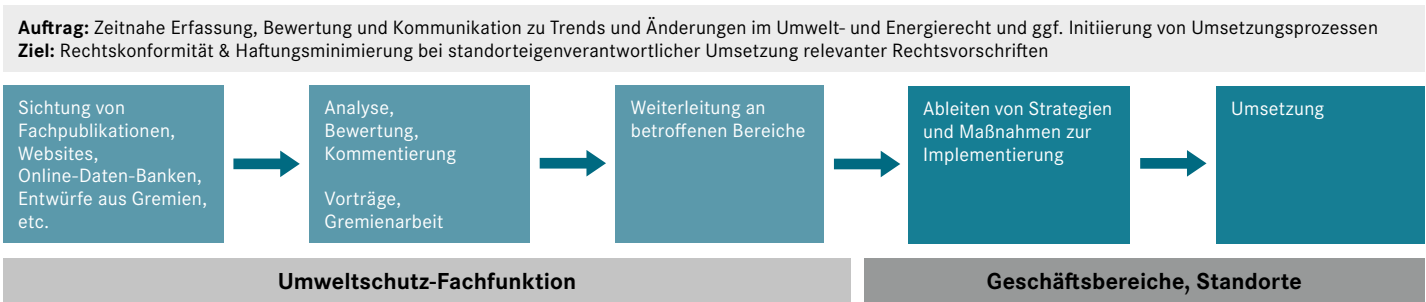 Auftrag: Zeitnahe Erfassung, Bewertung und Kommunikation zu Trends und Änderungen im Umwelt- und Energierecht und ggf. Initiierung von Umsetzungsprozessen
Ziel: Rechtskonformität & Haftungsminimierung bei standorteigenverantwortlicher Umsetzung relevanter Rechtsvorschriften
Sichtung von
Fachpublikationen,
Websites,
Online-Daten-Banken,
Entwürfe aus Gremien,
etc.
Analyse,
Bewertung,
Kommentierung
Vorträge,
Gremienarbeit
Weiterleitung an
betroffenen Bereiche
Ableiten von Strategien
und Maßnahmen zur
Implementierung
Umsetzung
Umweltschutz-Fachfunktion
Geschäftsbereiche, Standorte